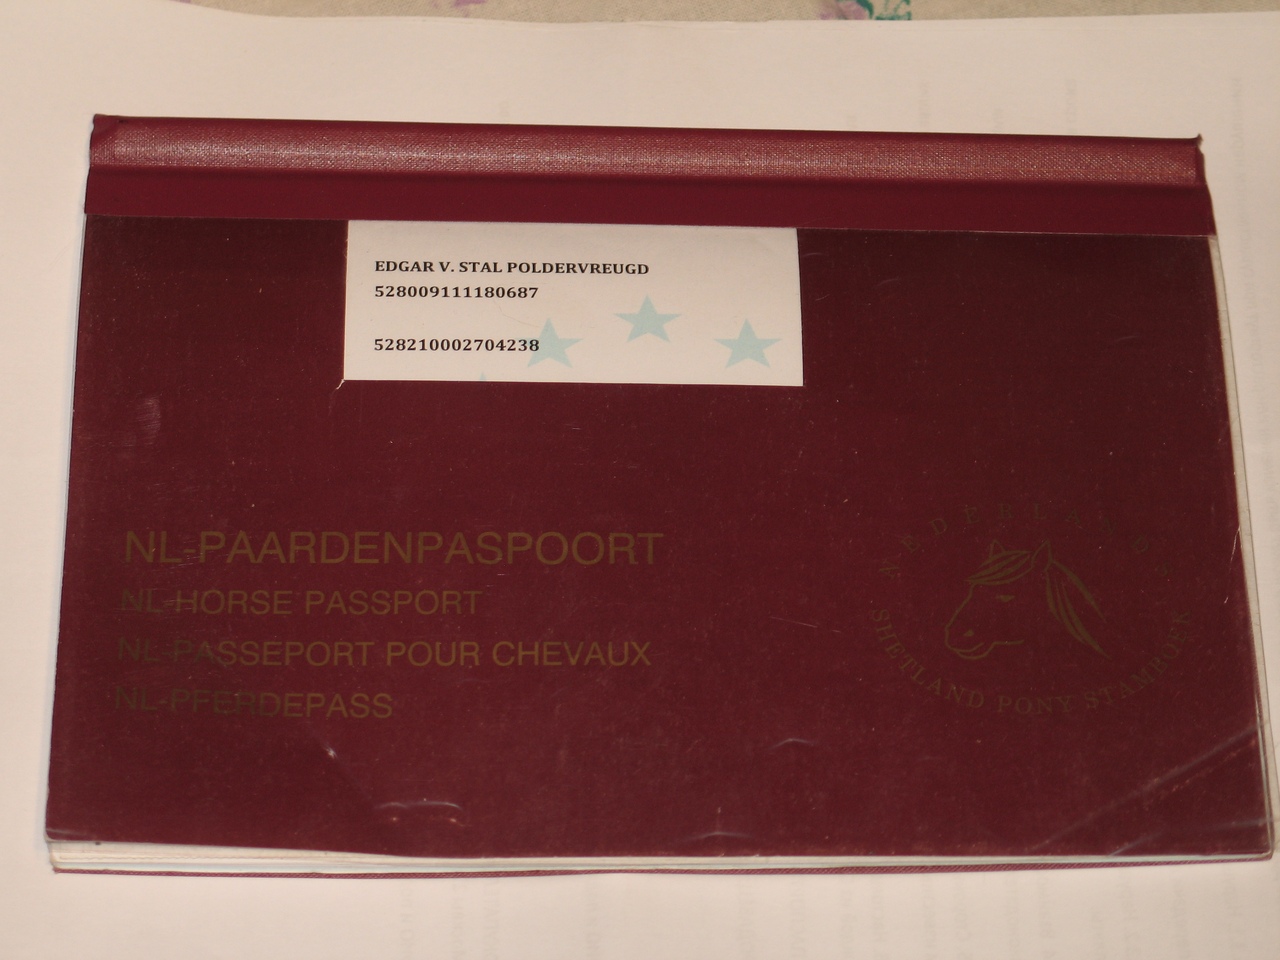 EDGAR V. STAL POLDERVREUGD
528009111180687
528210002704238
NL-PAARDENPASPOORT
NL-HORSE PASSPORT
NL-PASSEPORT POUR CHEVAUX
NL-PFERDEPASS
NEDERLANDS
SHETLAND PONY STAMBOEK